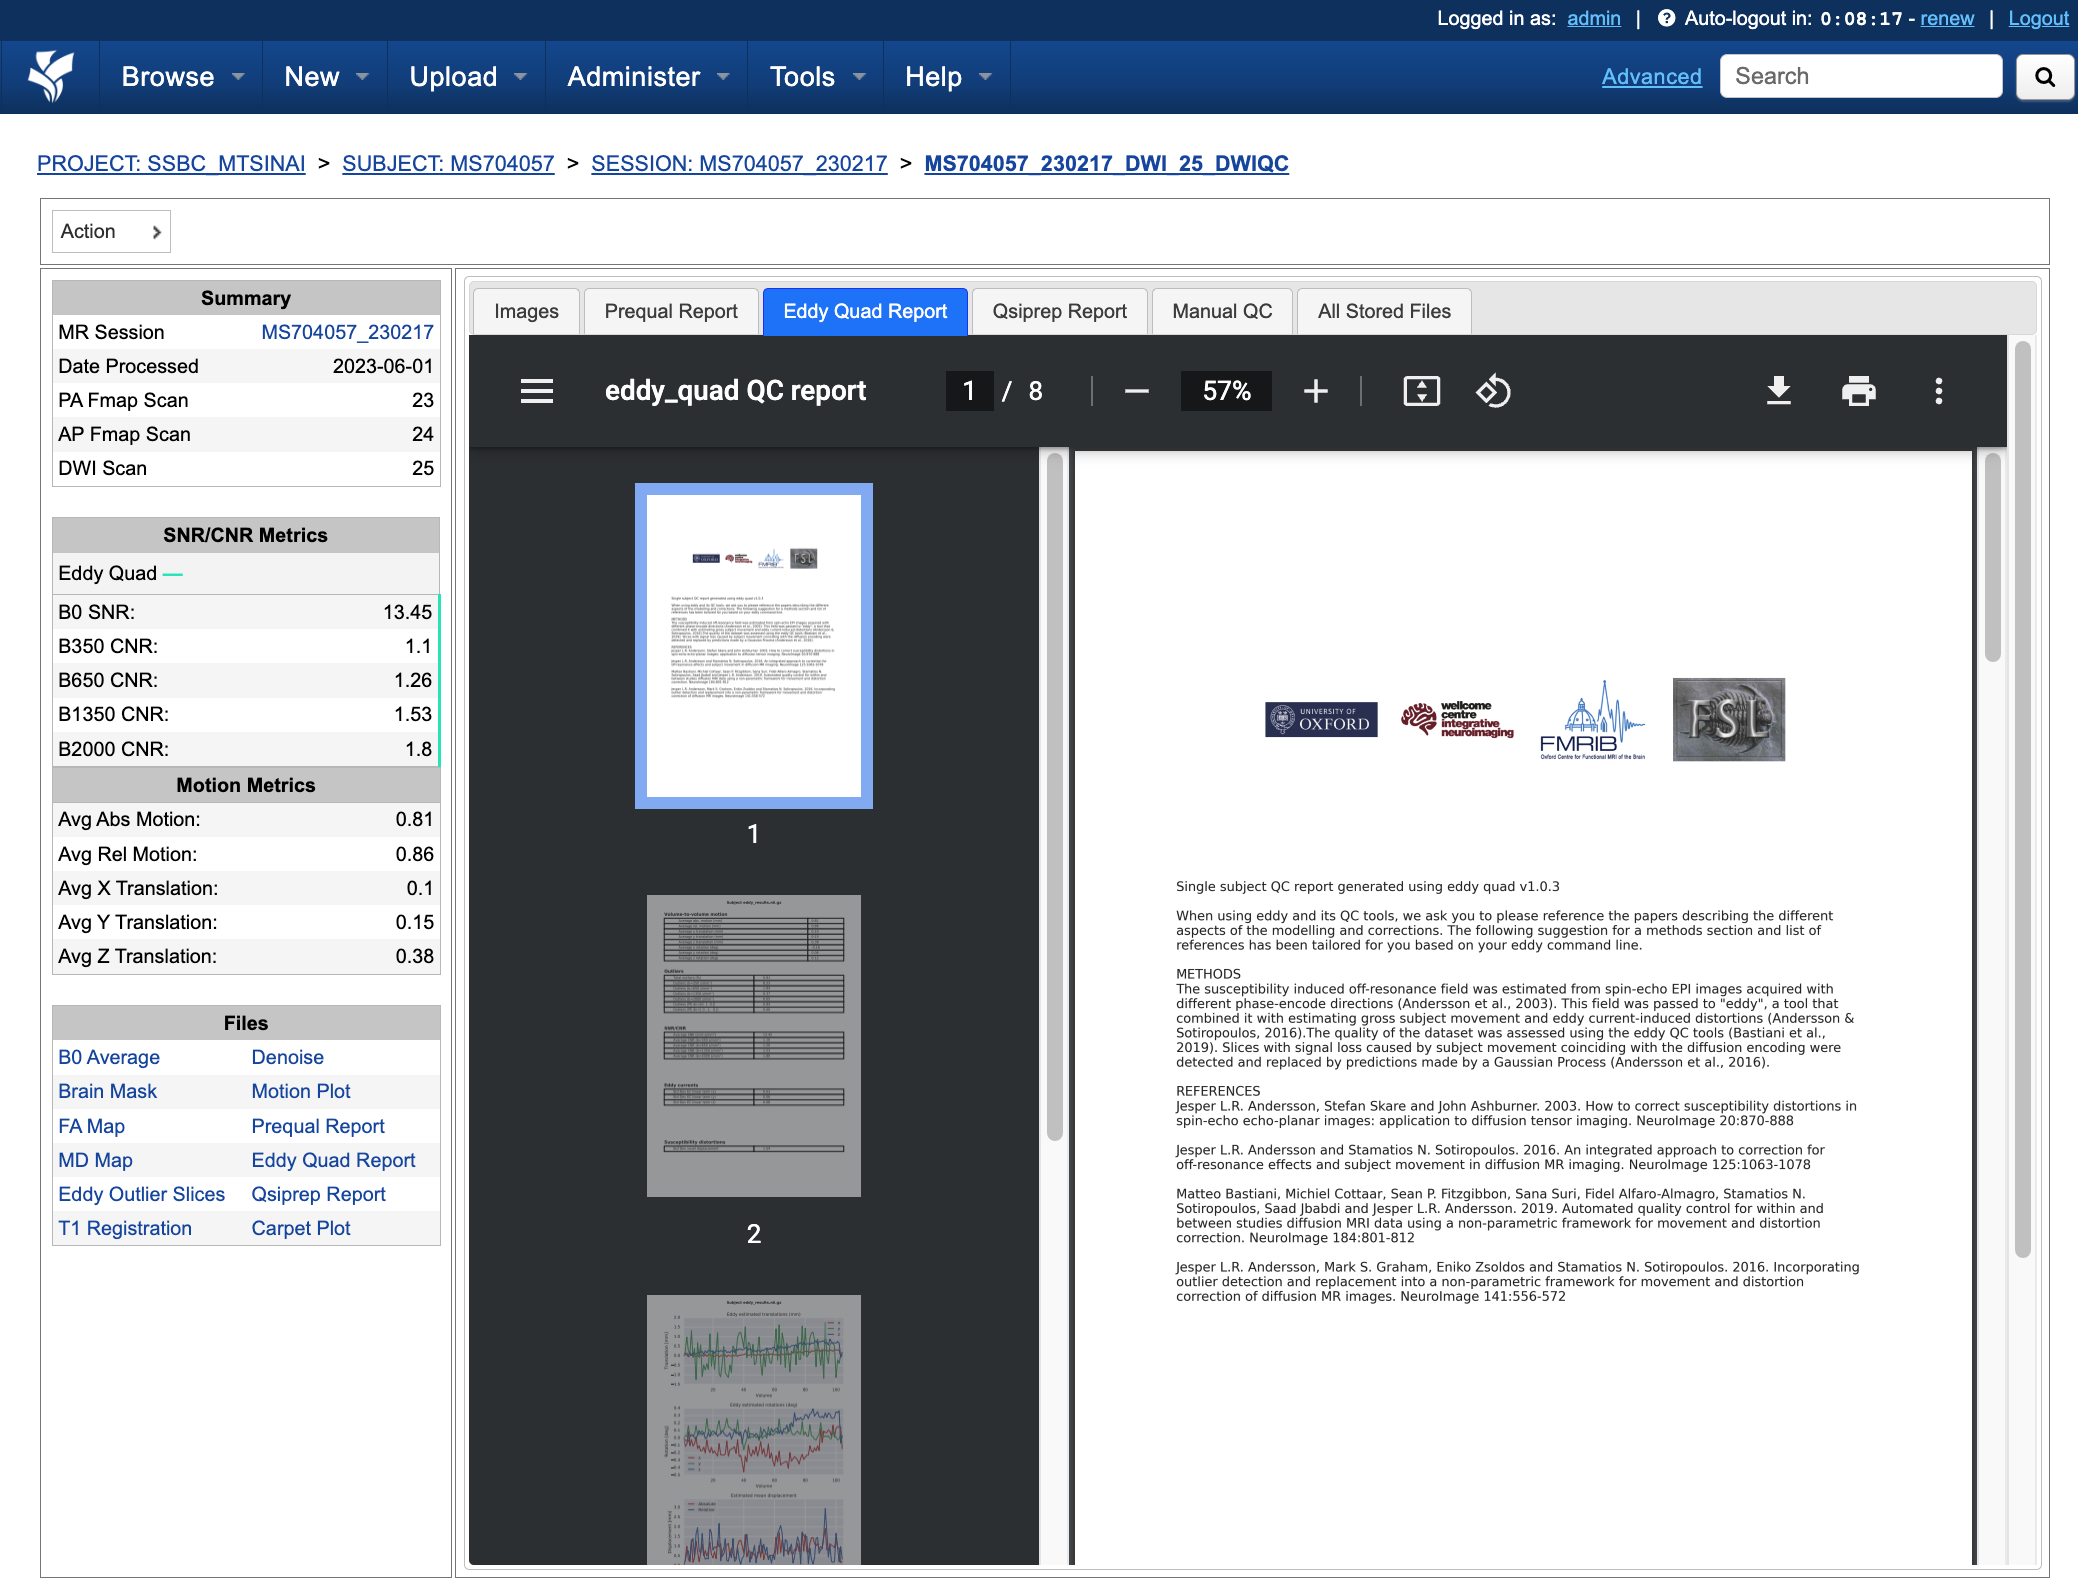 Logged in as: admin | Auto-logout in: 0:08:17 - renew | Logout
Browse New Upload Administer Tools Help Advanced Search
PROJECT: SSBC_MTSINAI > SUBJECT: MS704057 > SESSION: MS704057_230217 > MS704057_230217_DWI_25_DWIQC
Action
Summary
MR Session MS704057_230217
Date Processed 2023-06-01
PA Fmap Scan 23
AP Fmap Scan 24
DWI Scan 25
SNR/CNR Metrics
Eddy Quad
B0 SNR: 13.45
B350 CNR: 1.1
B650 CNR: 1.26
B1350 CNR: 1.53
B2000 CNR: 1.8
Motion Metrics
Avg Abs Motion: 0.81
Avg Rel Motion: 0.86
Avg X Translation: 0.1
Avg Y Translation: 0.15
Avg Z Translation: 0.38
Files
B0 Average Denoise
Brain Mask Motion Plot
FA Map Prequal Report
MD Map Eddy Quad Report
Eddy Outlier Slices Qsiprep Report
T1 Registration Carpet Plot
Images Prequal Report Eddy Quad Report Qsiprep Report Manual QC All Stored Files
eddy_quad QC report 1 / 8 57%
1
2
UNIVERSITY OF
OXFORD
wellcome
centre
integrative
neuroimaging
FMRIB
Oxford Centre for Functional MRI of the Brain
FSL
Single subject QC report generated using eddy quad v1.0.3
When using eddy and its QC tools, we ask you to please reference the papers describing the different
aspects of the modelling and corrections. The following suggestion for a methods section and list of
references has been tailored for you based on your eddy command line.
METHODS
The susceptibility induced off-resonance field was estimated from spin-echo EPI images acquired with
different phase-encode directions (Andersson et al., 2003). This field was passed to "eddy", a tool that
combined it with estimating gross subject movement and eddy current-induced distortions (Andersson &
Sotiropoulos, 2016).The quality of the dataset was assessed using the eddy QC tools (Bastiani et al.,
2019). Slices with signal loss caused by subject movement coinciding with the diffusion encoding were
detected and replaced by predictions made by a Gaussian Process (Andersson et al., 2016).
REFERENCES
Jesper L.R. Andersson, Stefan Skare and John Ashburner. 2003. How to correct susceptibility distortions in
spin-echo echo-planar images: application to diffusion tensor imaging. NeuroImage 20:870-888
Jesper L.R. Andersson and Stamatios N. Sotiropoulos. 2016. An integrated approach to correction for
off-resonance effects and subject movement in diffusion MR imaging. NeuroImage 125:1063-1078
Matteo Bastiani, Michiel Cottaar, Sean P. Fitzgibbon, Sana Suri, Fidel Alfaro-Almagro, Stamatios N.
Sotiropoulos, Saad Jbabdi and Jesper L.R. Andersson. 2019. Automated quality control for within and
between studies diffusion MRI data using a non-parametric framework for movement and distortion
correction. NeuroImage 184:801-812
Jesper L.R. Andersson, Mark S. Graham, Eniko Zsoldos and Stamatios N. Sotiropoulos. 2016. Incorporating
outlier detection and replacement into a non-parametric framework for movement and distortion
correction of diffusion MR images. NeuroImage 141:556-572